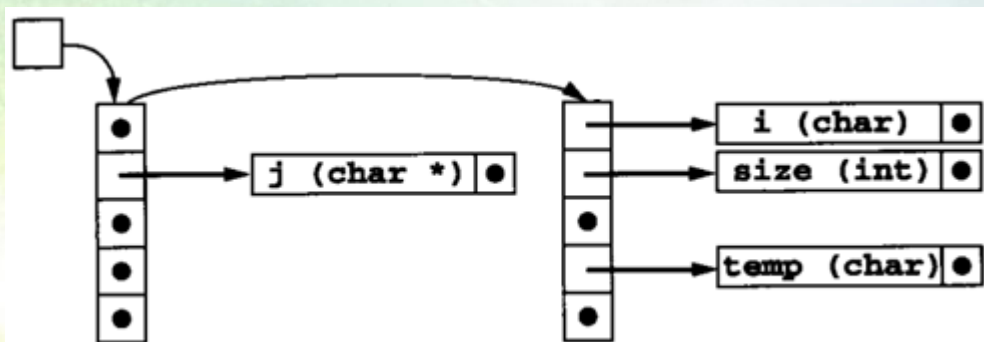 i (char)
j (char *)
size (int)
temp (char)